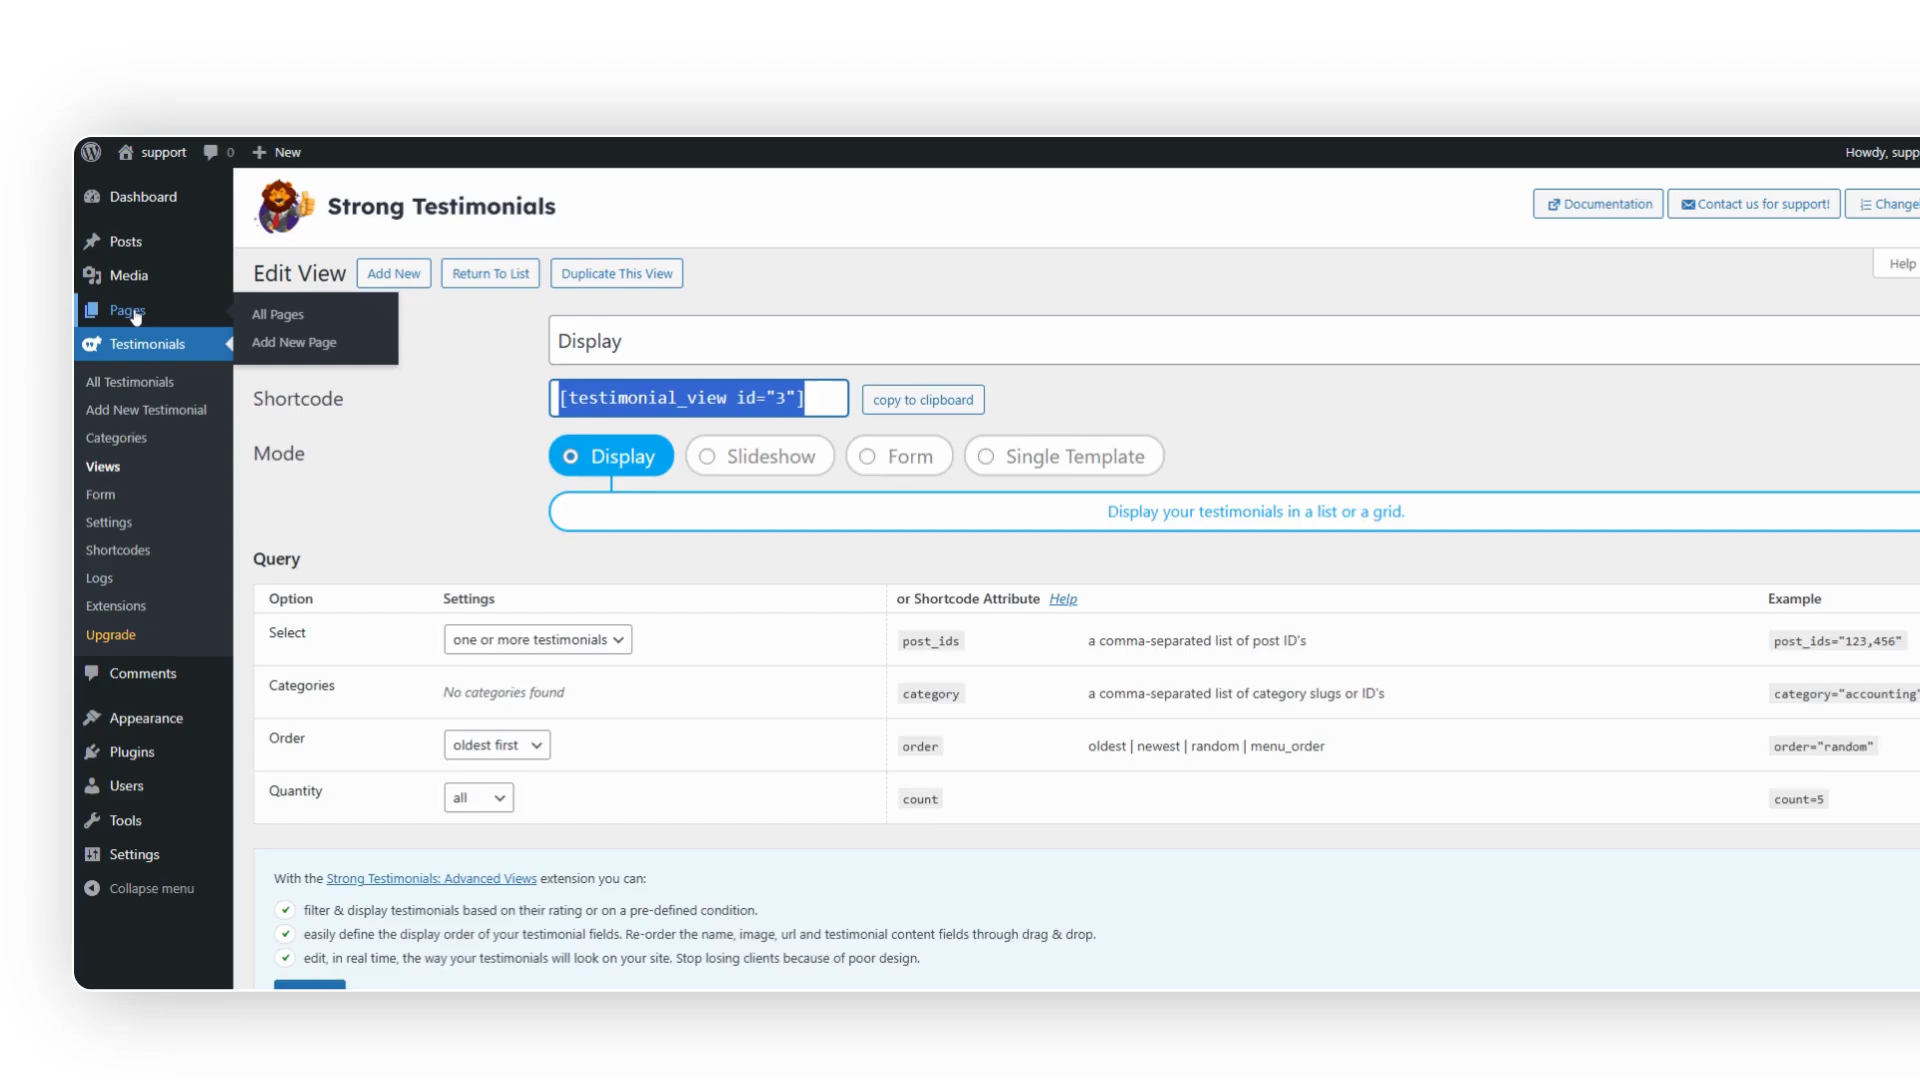 support
0
New
Howdy, supp
Dashboard
Posts
Media
Pages
Testimonials
All Testimonials
Add New Testimonial
Categories
Views
Form
Settings
Shortcodes
Logs
Extensions
Upgrade
Comments
Appearance
Plugins
Users
Tools
Settings
Collapse menu
All Pages
Add New Page
Strong Testimonials
Documentation
Contact us for support!
Change
Edit View
Add New
Return To List
Duplicate This View
Help
Display
Shortcode
[testimonial_view id="3"]
copy to clipboard
Mode
Display
Slideshow
Form
Single Template
Display your testimonials in a list or a grid.
Query
Option Settings or Shortcode Attribute Help Example
Select one or more testimonials post_ids a comma-separated list of post ID's post_ids="123,456"
Categories No categories found category a comma-separated list of category slugs or ID's category="accounting"
Order oldest first order oldest | newest | random | menu_order order="random"
Quantity all count count=5
With the Strong Testimonials: Advanced Views extension you can:
filter & display testimonials based on their rating or on a pre-defined condition.
easily define the display order of your testimonial fields. Re-order the name, image, url and testimonial content fields through drag & drop.
edit, in real time, the way your testimonials will look on your site. Stop losing clients because of poor design.